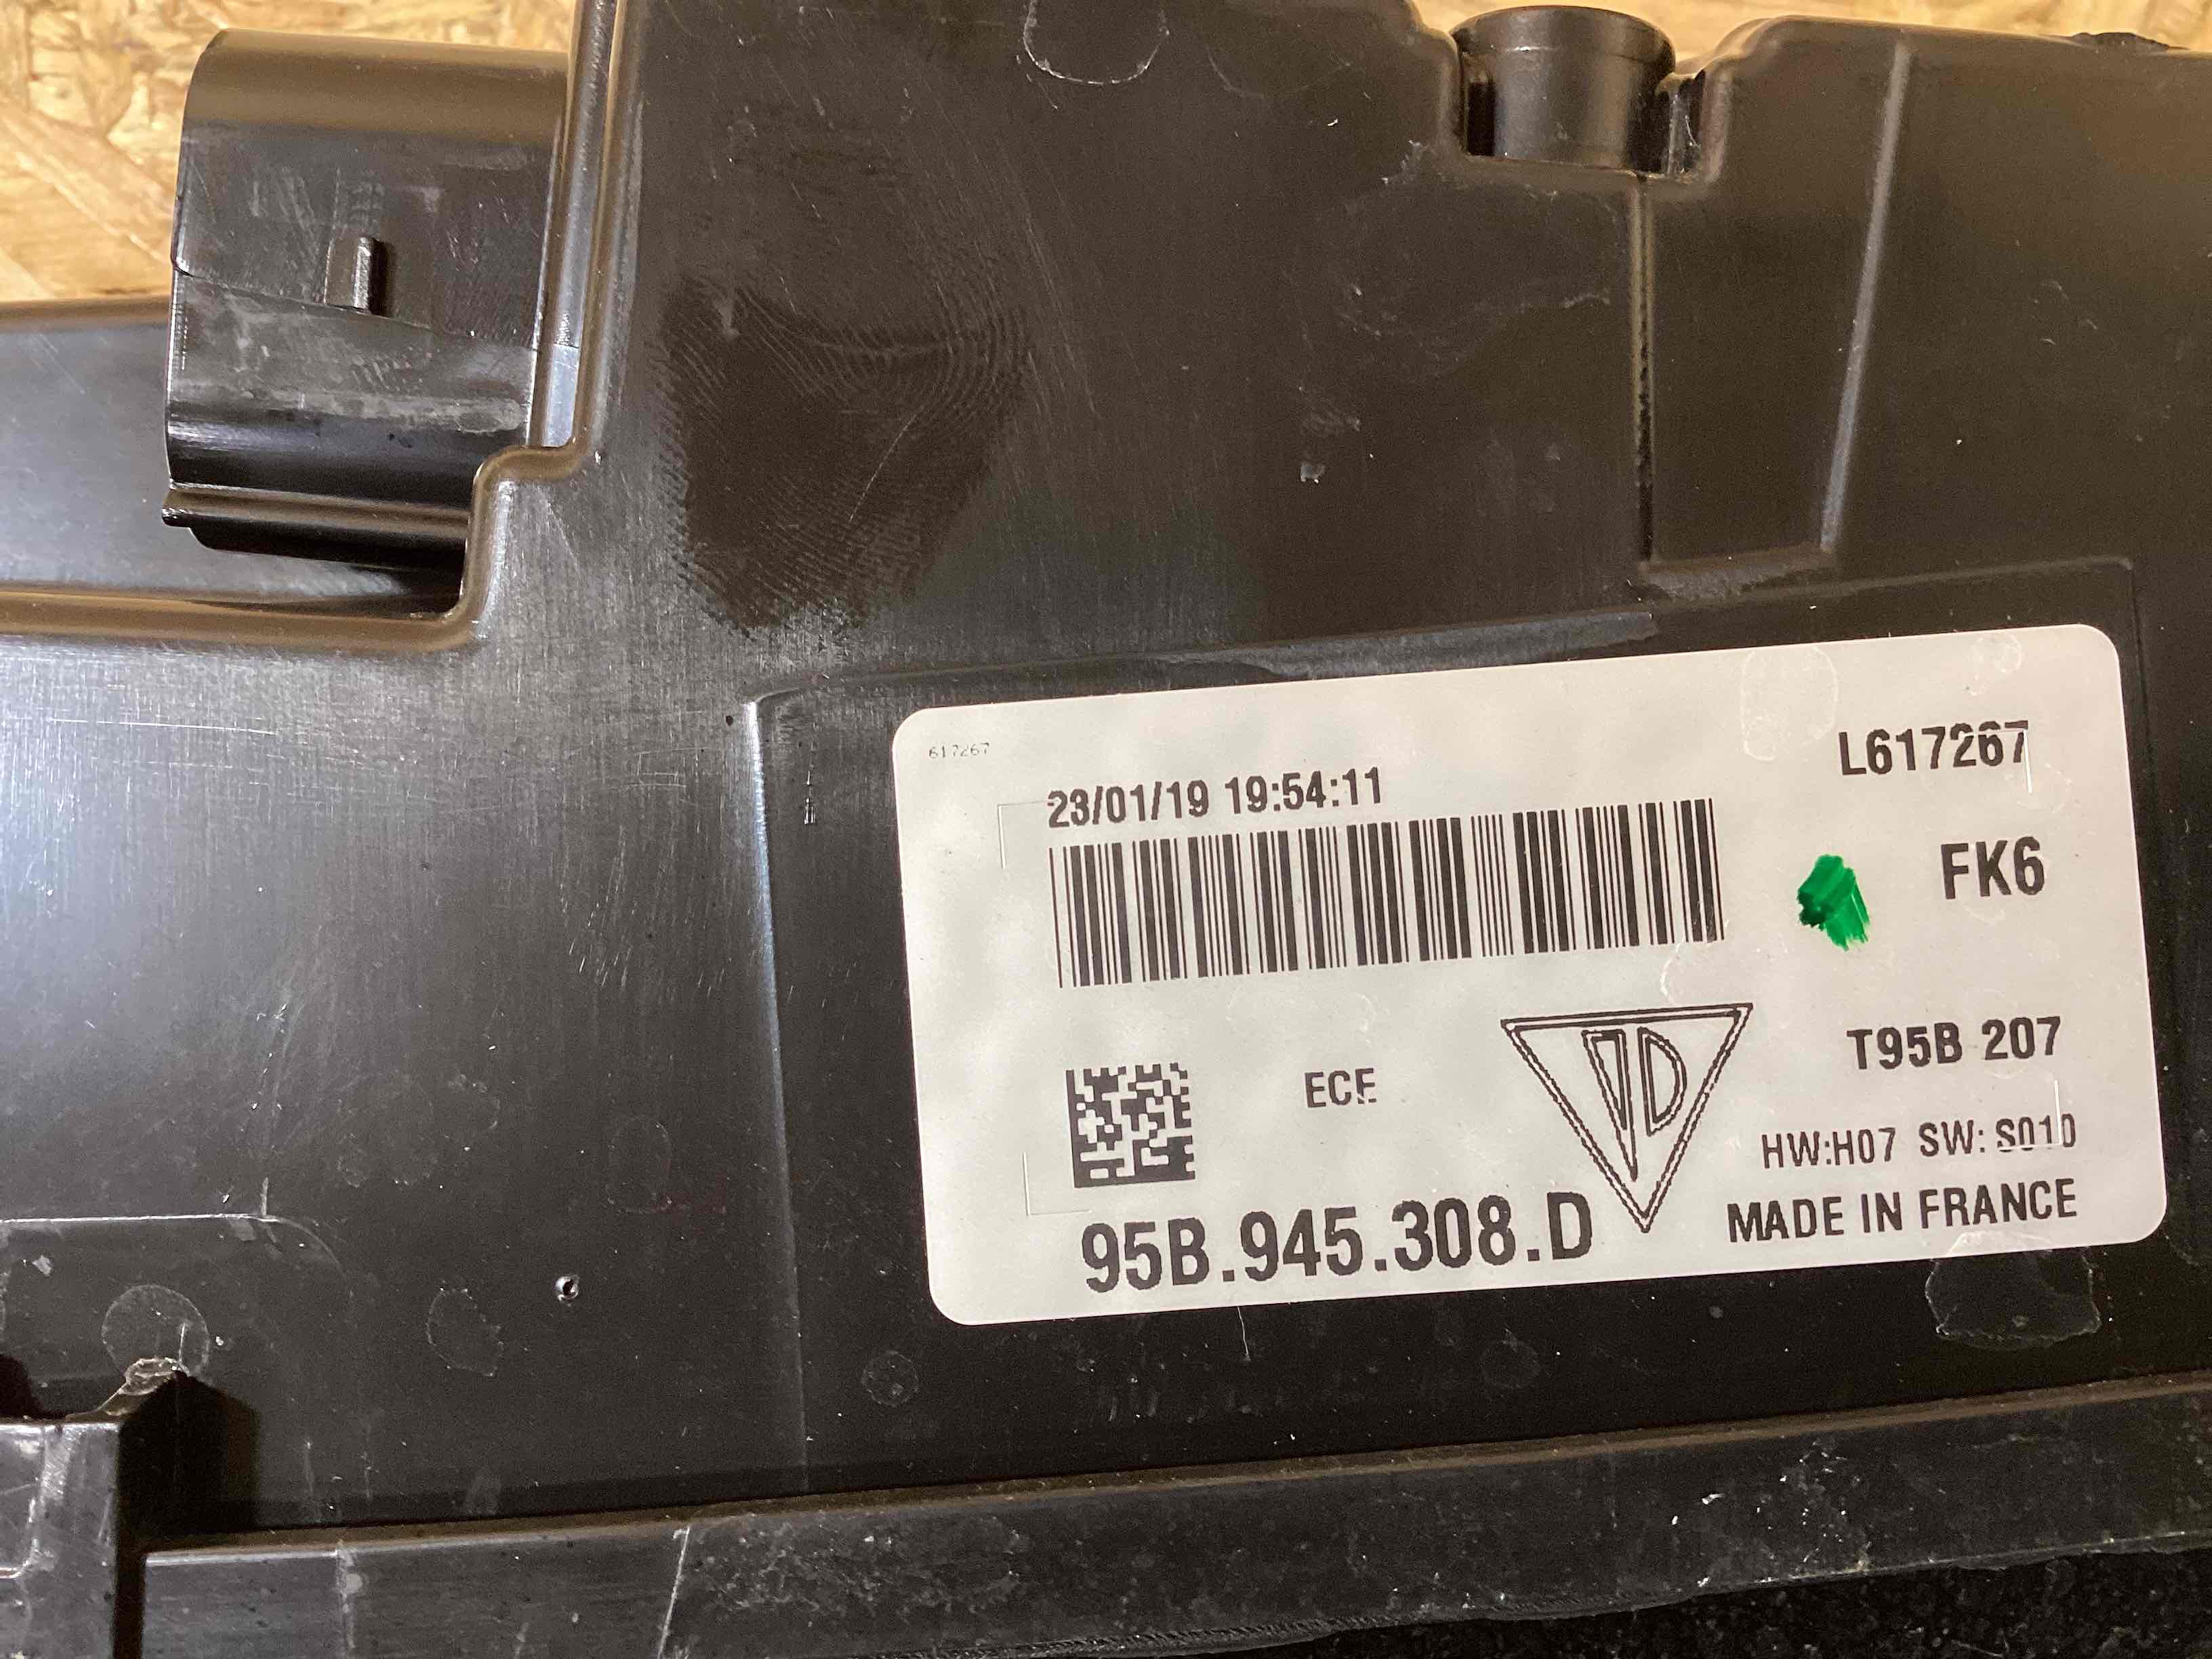 617267
L617267
23/01/19 19:54:11
FK6
T95B 207
ECE
HW:H07 SW: S010
MADE IN FRANCE
95B.945.308.D